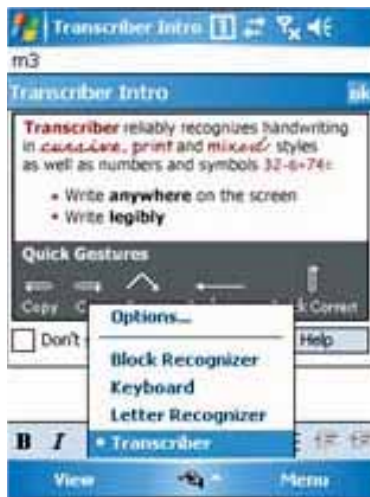 Transcriber Intro
m3
Transcriber Intro ok
Transcriber reliably recognizes handwriting
in cursive, print and mixed styles
as well as numbers and symbols 32-6+74=
• Write anywhere on the screen
• Write legibly
Quick Gestures
Copy
Don't
Help
Options...
Block Recognizer
Keyboard
Letter Recognizer
• Transcriber
B I
View Menu